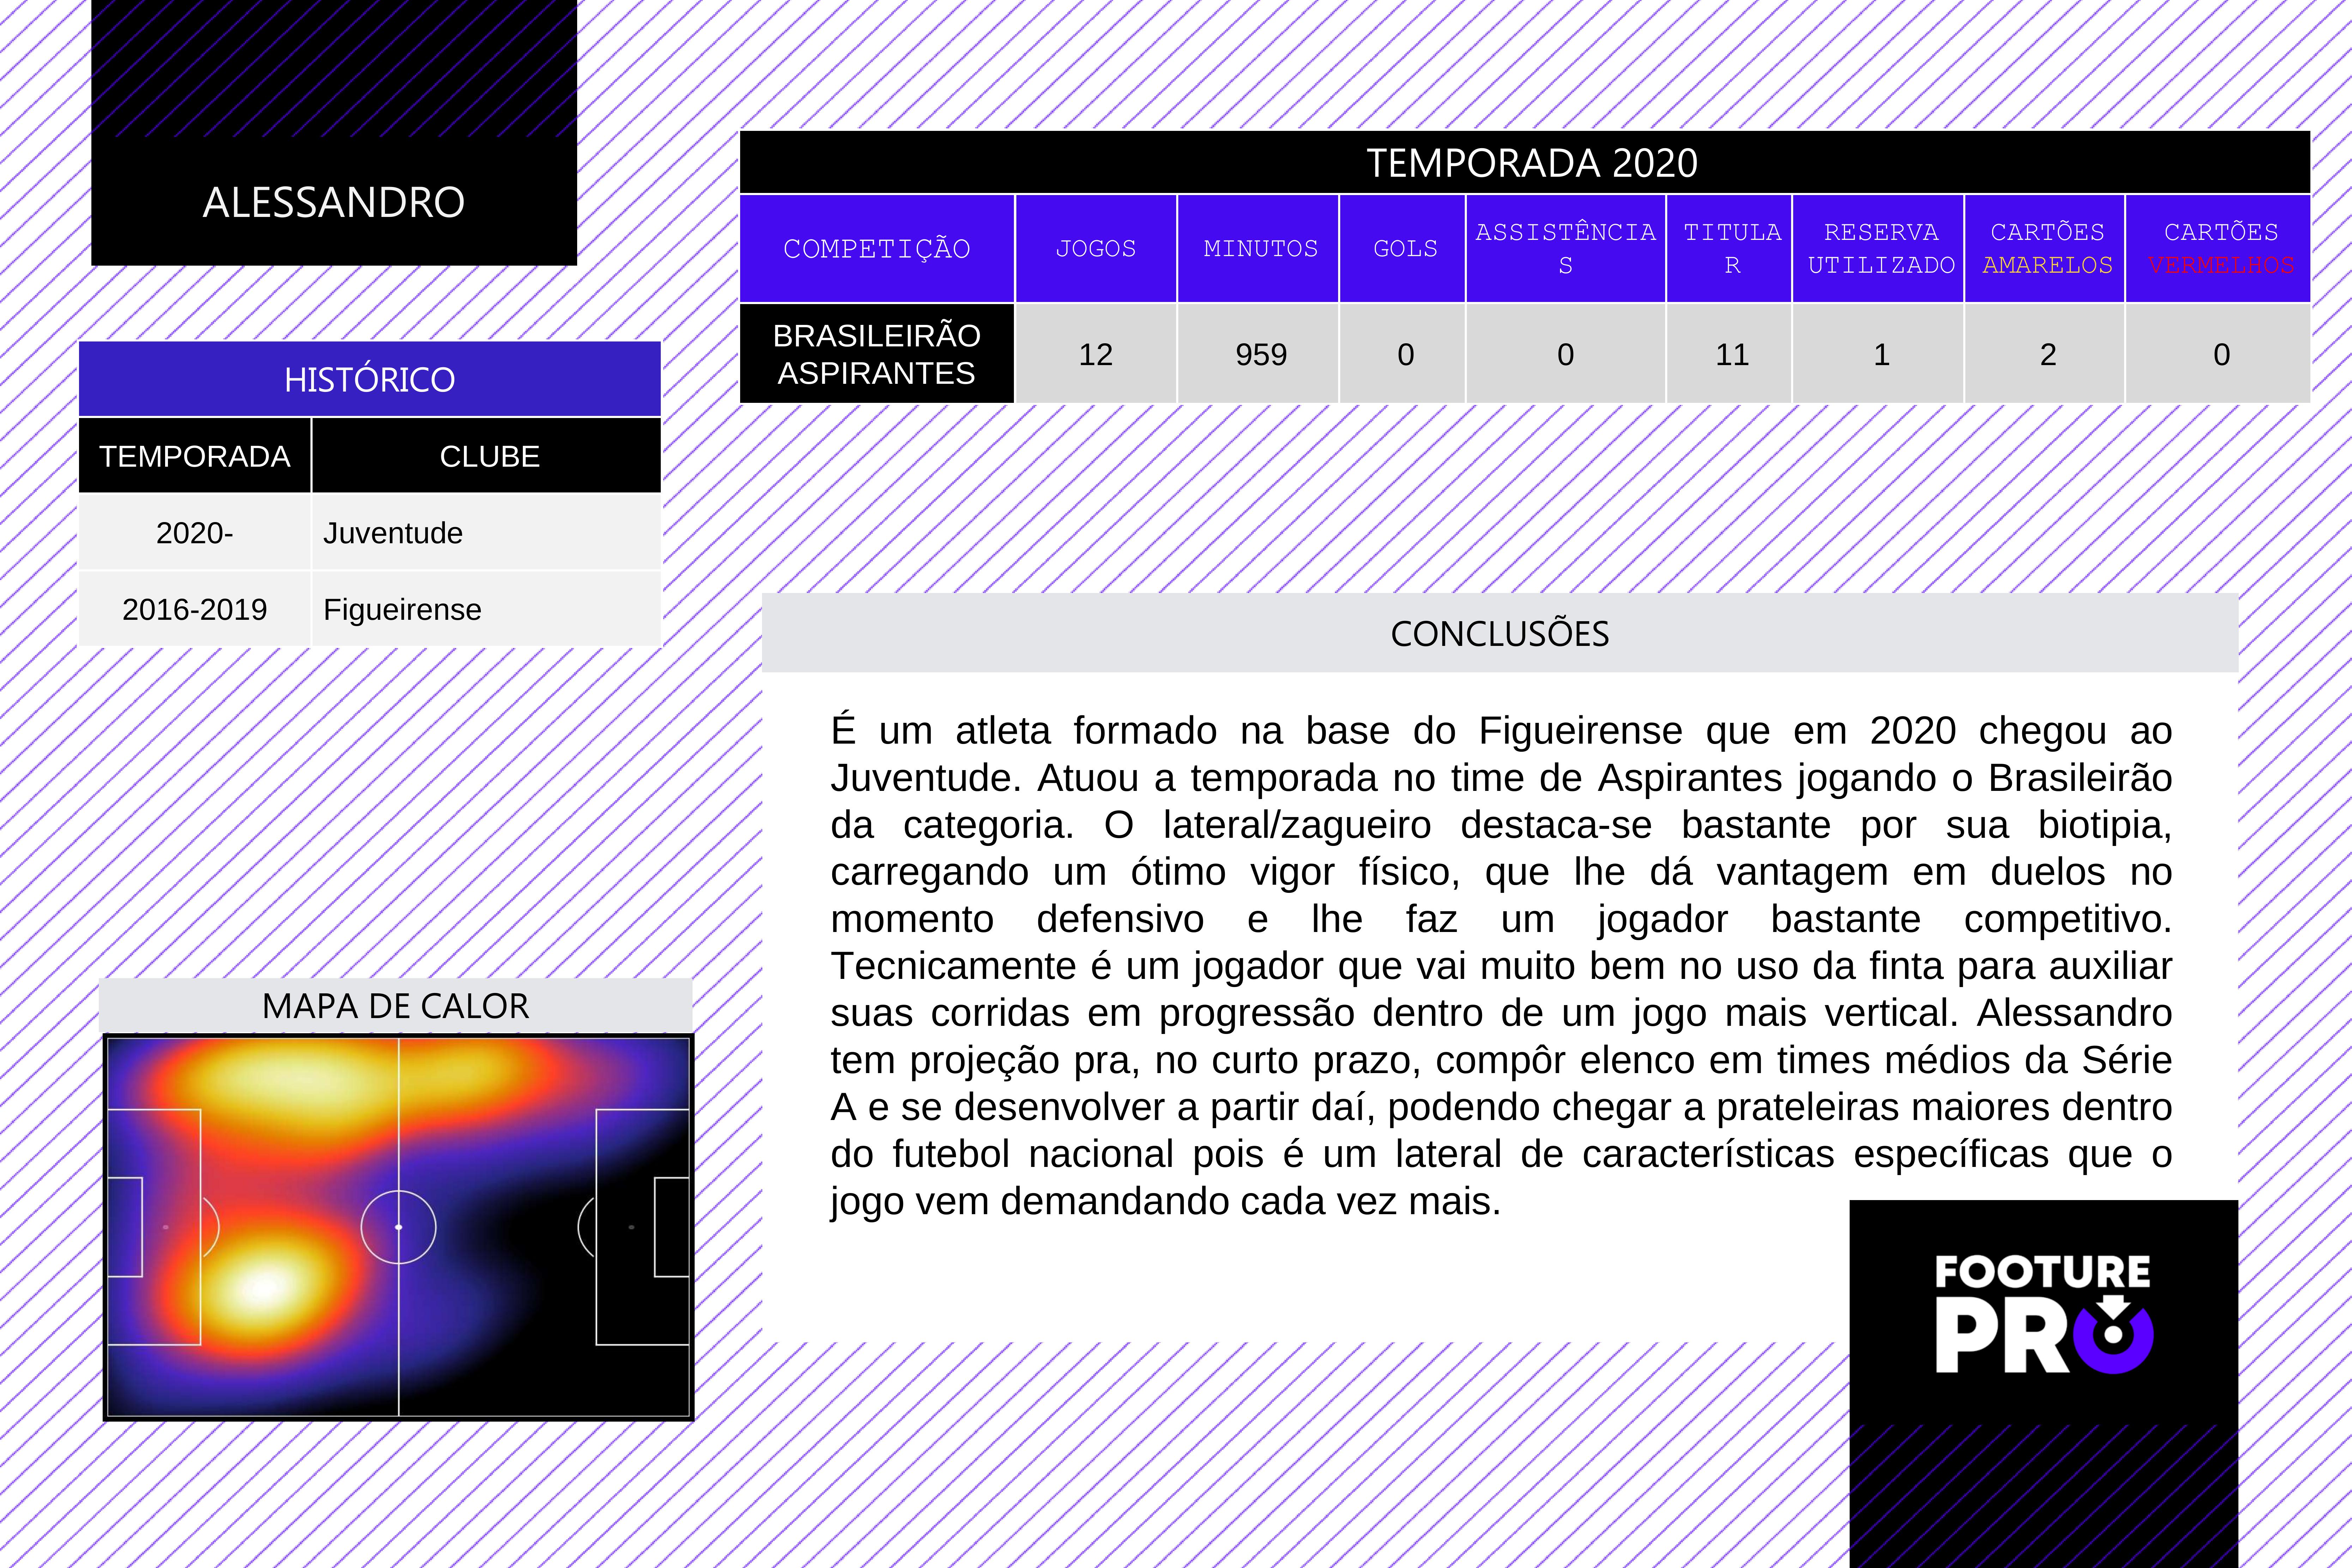 ALESSANDRO
TEMPORADA 2020
COMPETIÇÃO JOGOS MINUTOS GOLS ASSISTÊNCIA
S TITULA
R RESERVA
UTILIZADO CARTÕES
AMARELOS CARTÕES
VERMELHOS
BRASILEIRÃO
ASPIRANTES 12 959 0 0 11 1 2 0
HISTÓRICO
TEMPORADA CLUBE
2020- Juventude
2016-2019 Figueirense
CONCLUSÕES
É um atleta formado na base do Figueirense que em 2020 chegou ao
Juventude. Atuou a temporada no time de Aspirantes jogando o Brasileirão
da categoria. O lateral/zagueiro destaca-se bastante por sua biotipia,
carregando um ótimo vigor físico, que lhe dá vantagem em duelos no
momento defensivo e lhe faz um jogador bastante competitivo.
Tecnicamente é um jogador que vai muito bem no uso da finta para auxiliar
suas corridas em progressão dentro de um jogo mais vertical. Alessandro
tem projeção pra, no curto prazo, compôr elenco em times médios da Série
A e se desenvolver a partir daí, podendo chegar a prateleiras maiores dentro
do futebol nacional pois é um lateral de características específicas que o
jogo vem demandando cada vez mais.
MAPA DE CALOR
FOOTURE
PRO